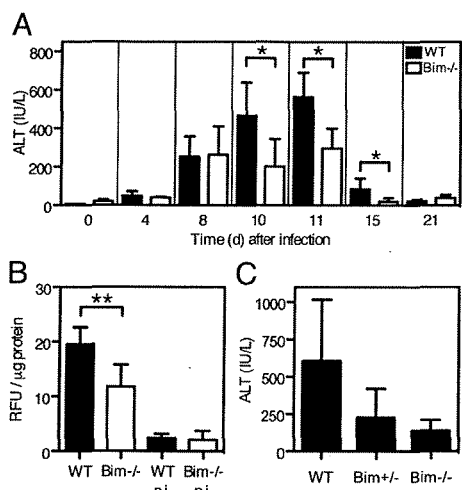 A
WT
Bim-/-
ALT (IU/L)
800
600
400
200
0
* * *
0 4 8 10 11 15 21
Time (d) after infection
B
RFU / µg protein
30
20
10
0
**
WT Bim-/- WT Bim-/-
C
ALT (IU/L)
1000
750
500
250
0
WT Bim+/- Bim-/-